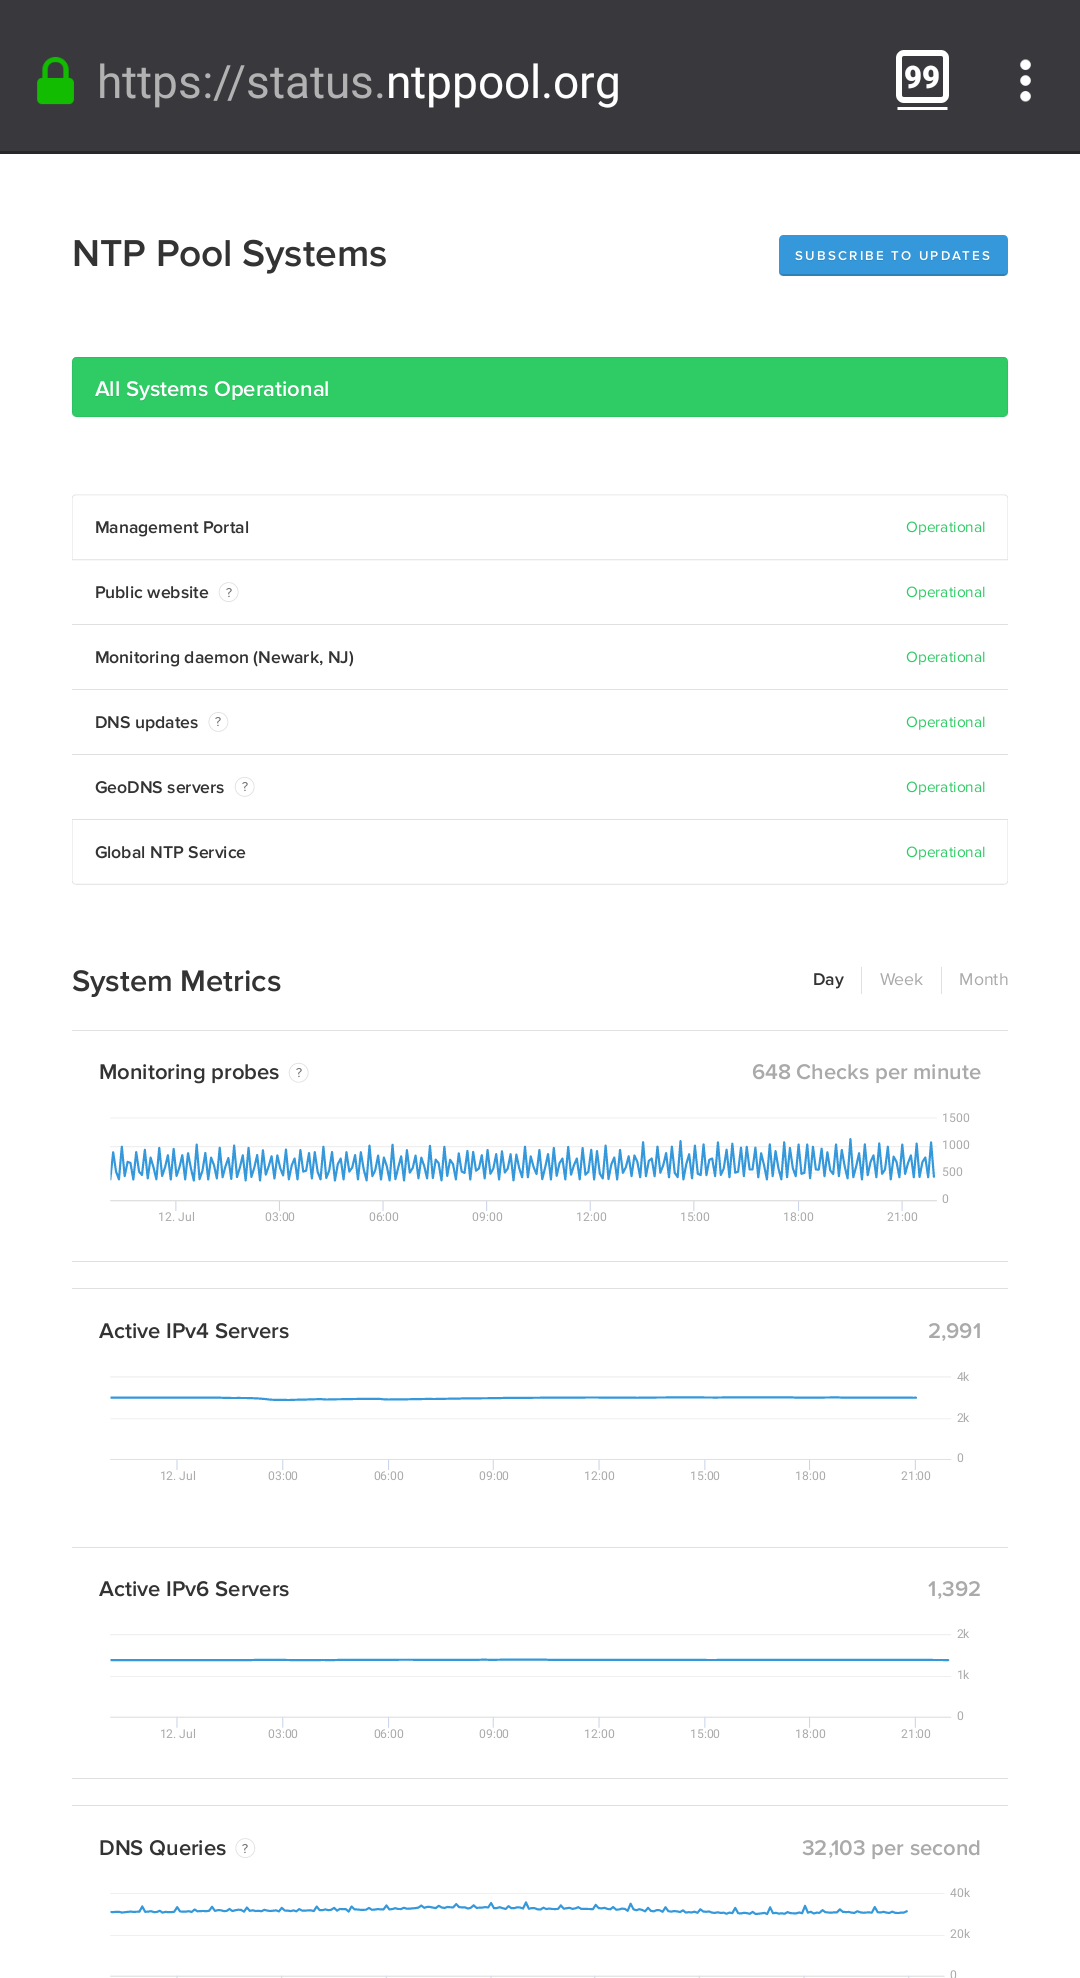 https://status.ntppool.org 99
NTP Pool Systems SUBSCRIBE TO UPDATES
All Systems Operational
Management Portal Operational
Public website ? Operational
Monitoring daemon (Newark, NJ) Operational
DNS updates ? Operational
GeoDNS servers ? Operational
Global NTP Service Operational
System Metrics Day Week Month
Monitoring probes ? 648 Checks per minute
1500
1000
500
0
12. Jul 03:00 06:00 09:00 12:00 15:00 18:00 21:00
Active IPv4 Servers 2,991
4k
2k
0
12. Jul 03:00 06:00 09:00 12:00 15:00 18:00 21:00
Active IPv6 Servers 1,392
2k
1k
0
12. Jul 03:00 06:00 09:00 12:00 15:00 18:00 21:00
DNS Queries ? 32,103 per second
40k
20k
0